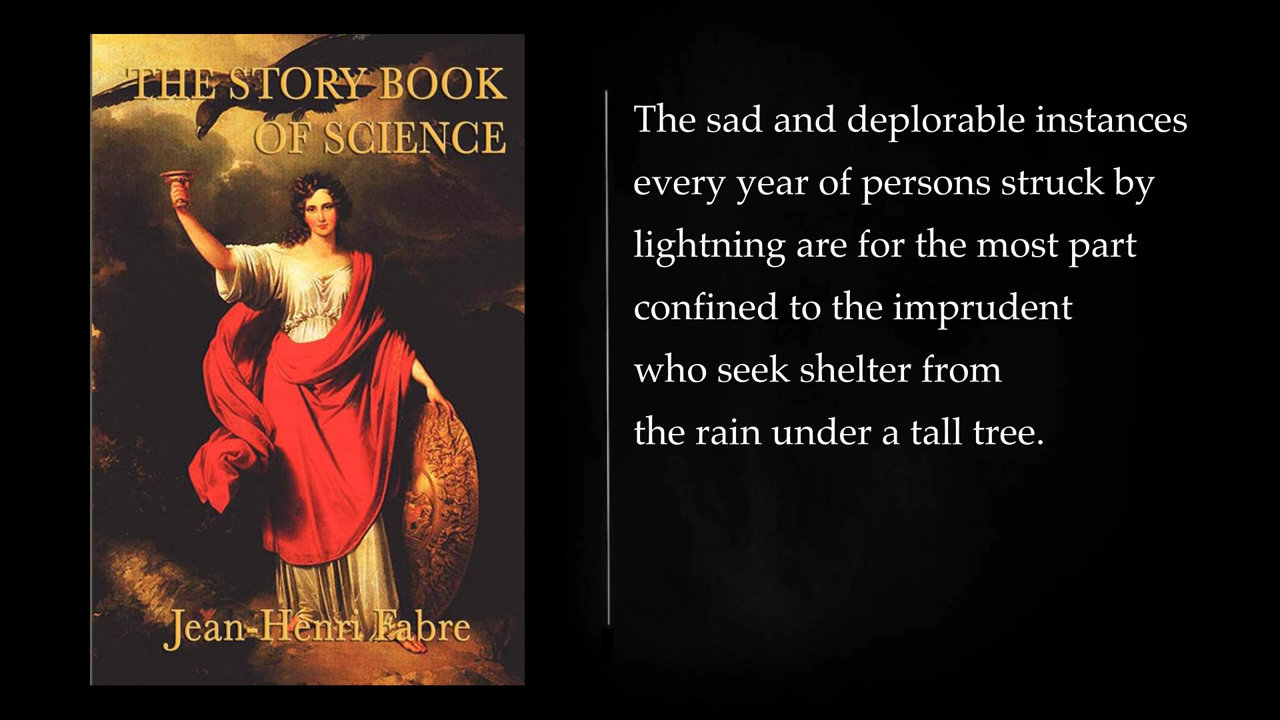 THE STORY BOOK
OF SCIENCE
Jean-Henri Fabre
The sad and deplorable instances
every year of persons struck by
lightning are for the most part
confined to the imprudent
who seek shelter from
the rain under a tall tree.